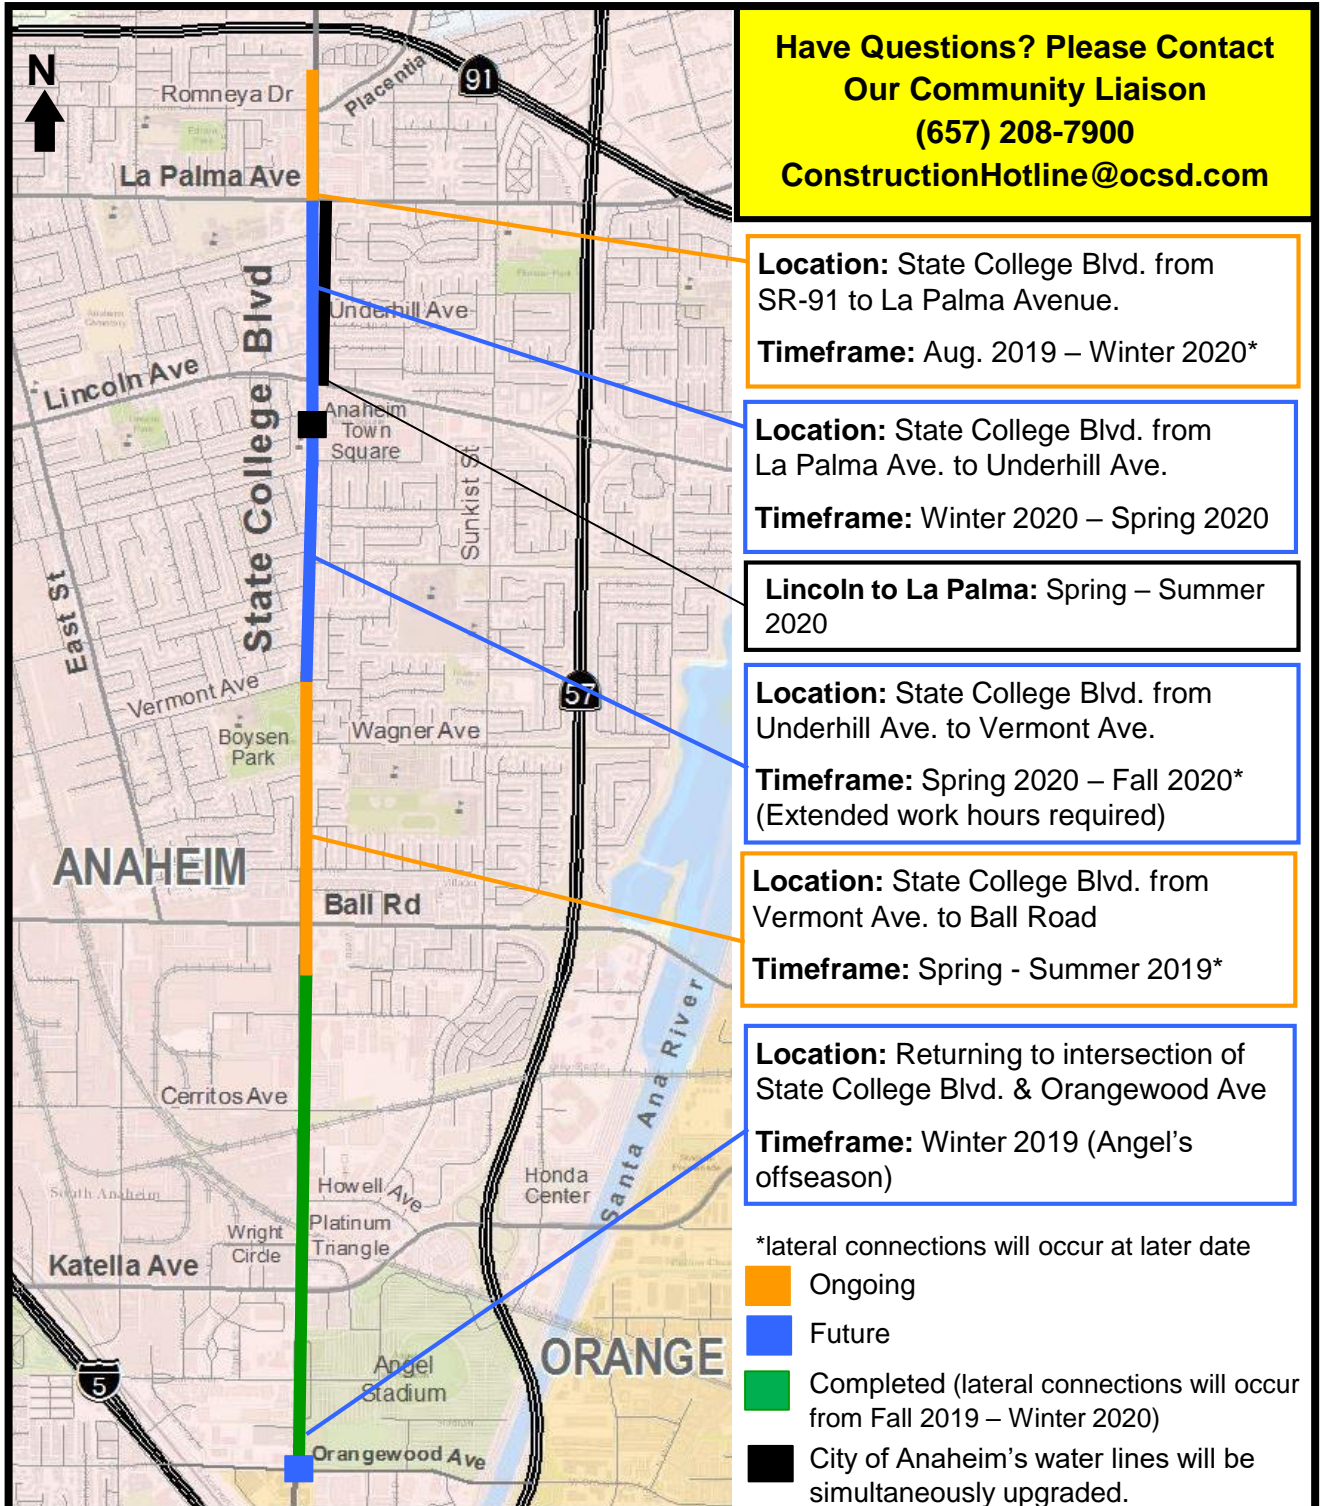 N
Romneya Dr
Placentia
91
La Palma Ave
Underhill Ave
State College Blvd
Lincoln Ave
Anaheim
Town
Square
Sunkist St
East St
Vermont Ave
57
Boysen
Park
Wagner Ave
ANAHEIM
Ball Rd
Santa Ana River
Cerritos Ave
South Anaheim
Howell Ave
Honda
Center
Wright
Circle
Platinum
Triangle
Katella Ave
ORANGE
Angel
Stadium
5
Orangewood Ave
Have Questions? Please Contact
Our Community Liaison
(657) 208-7900
ConstructionHotline@ocsd.com
Location: State College Blvd. from
SR-91 to La Palma Avenue.
Timeframe: Aug. 2019 – Winter 2020*
Location: State College Blvd. from
La Palma Ave. to Underhill Ave.
Timeframe: Winter 2020 – Spring 2020
Lincoln to La Palma: Spring – Summer
2020
Location: State College Blvd. from
Underhill Ave. to Vermont Ave.
Timeframe: Spring 2020 – Fall 2020*
(Extended work hours required)
Location: State College Blvd. from
Vermont Ave. to Ball Road
Timeframe: Spring - Summer 2019*
Location: Returning to intersection of
State College Blvd. & Orangewood Ave
Timeframe: Winter 2019 (Angel's
offseason)
*lateral connections will occur at later date
Ongoing
Future
Completed (lateral connections will occur
from Fall 2019 – Winter 2020)
City of Anaheim's water lines will be
simultaneously upgraded.